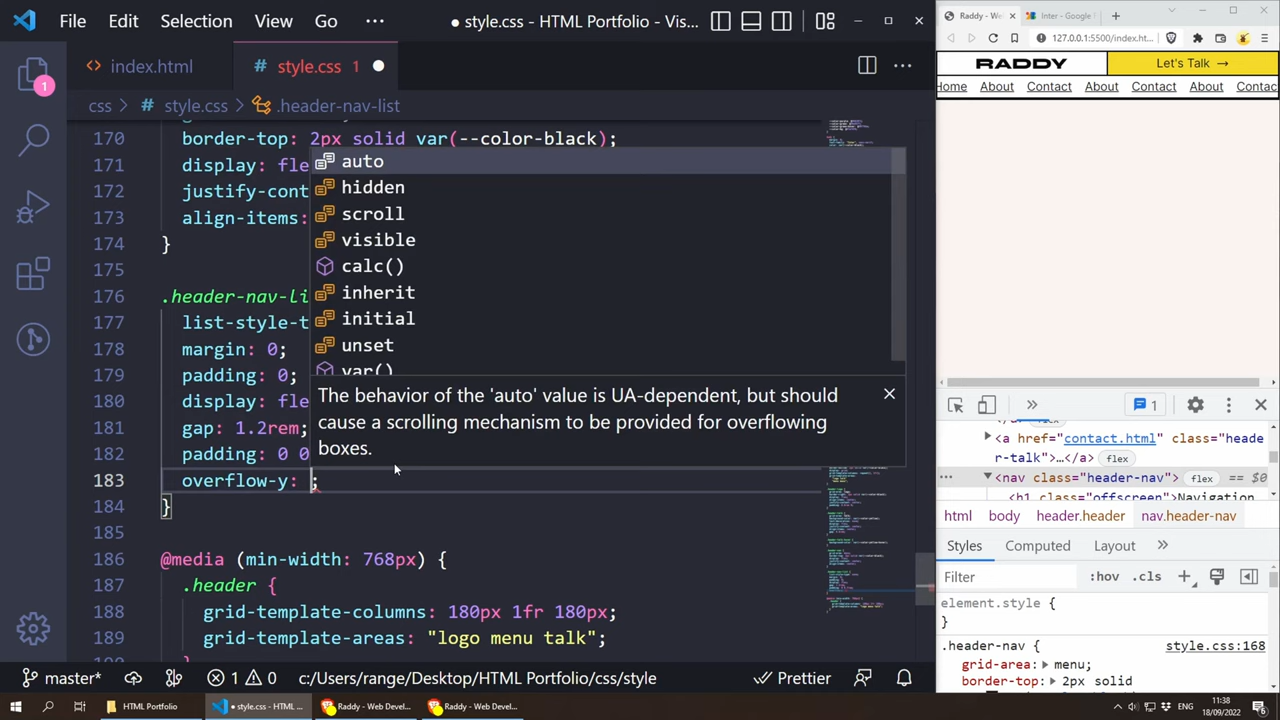 File Edit Selection View Go ··· ● style.css - HTML Portfolio - Vis...
index.html # style.css 1 ●
css > # style.css > .header-nav-list
170 border-top: 2px solid var(--color-black);
171 display: fle
172 justify-cont
173 align-items:
174 }
175
176 .header-nav-li
177 list-style-t
178 margin: 0;
179 padding: 0;
180 display: fle
181 gap: 1.2rem;
182 padding: 0 0
183 overflow-y: ;
184 }
185
186 @media (min-width: 768px) {
187 .header {
188 grid-template-columns: 180px 1fr 180px;
189 grid-template-areas: "logo menu talk";
auto
hidden
scroll
visible
calc()
inherit
initial
unset
var()
The behavior of the 'auto' value is UA-dependent, but should
cause a scrolling mechanism to be provided for overflowing
boxes.
1
master* 1 0 c:/Users/range/Desktop/HTML Portfolio/css/style Prettier
Raddy - We Inter - Google
127.0.0.1:5500/index.ht...
RADDY Let's Talk →
Home About Contact About Contact About Contac
1
<a href="contact.html" class="heade
r-talk">…</a> flex
<nav class="header-nav"> flex
<h1 class="offscreen">Navigation
html body header.header nav.header-nav
Styles Computed Layout
Filter :hov .cls
element.style {
}
.header-nav { style.css:168
grid-area: menu;
border-top: 2px solid
HTML Portfolio ● style.css - HTML ... Raddy - Web Devel... Raddy - Web Devel...
ENG 11:38
18/09/2022
6